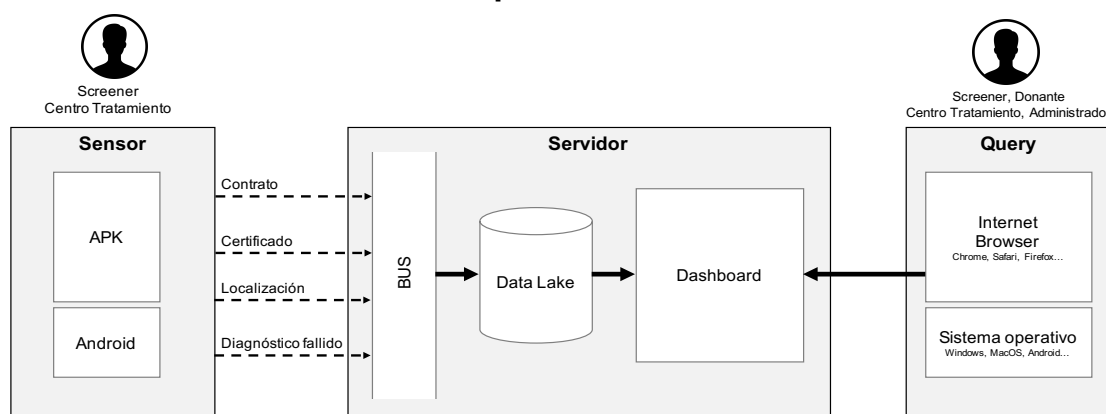 Screener
Centro Tratamiento
Screener, Donante
Centro Tratamiento, Administrado
Sensor
Servidor
Query
APK
Android
Contrato
Certificado
Localización
Diagnóstico fallido
BUS
Data Lake
Dashboard
Internet
Browser
Chrome, Safari, Firefox...
Sistema operativo
Windows, MacOS, Android...